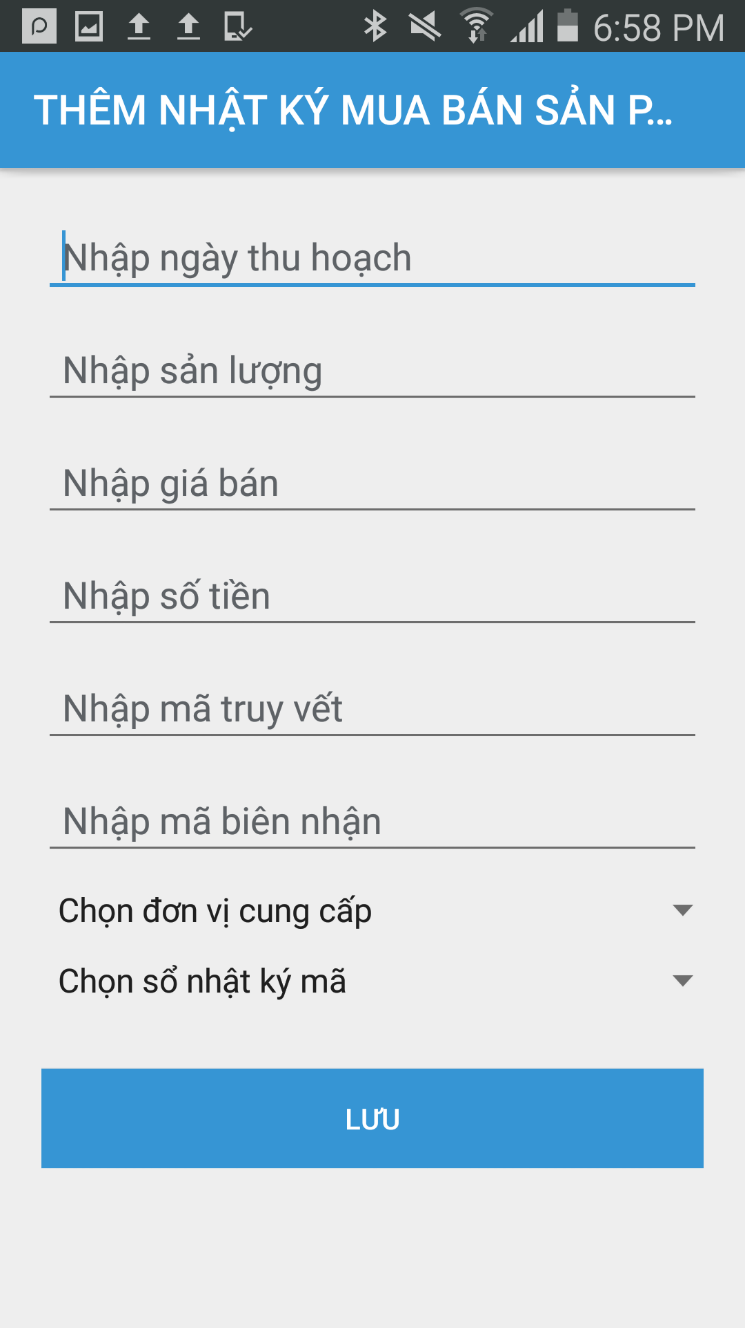 6:58 PM
THÊM NHẬT KÝ MUA BÁN SẢN P...
Nhập ngày thu hoạch
Nhập sản lượng
Nhập giá bán
Nhập số tiền
Nhập mã truy vết
Nhập mã biên nhận
Chọn đơn vị cung cấp
Chọn sổ nhật ký mã
LƯU